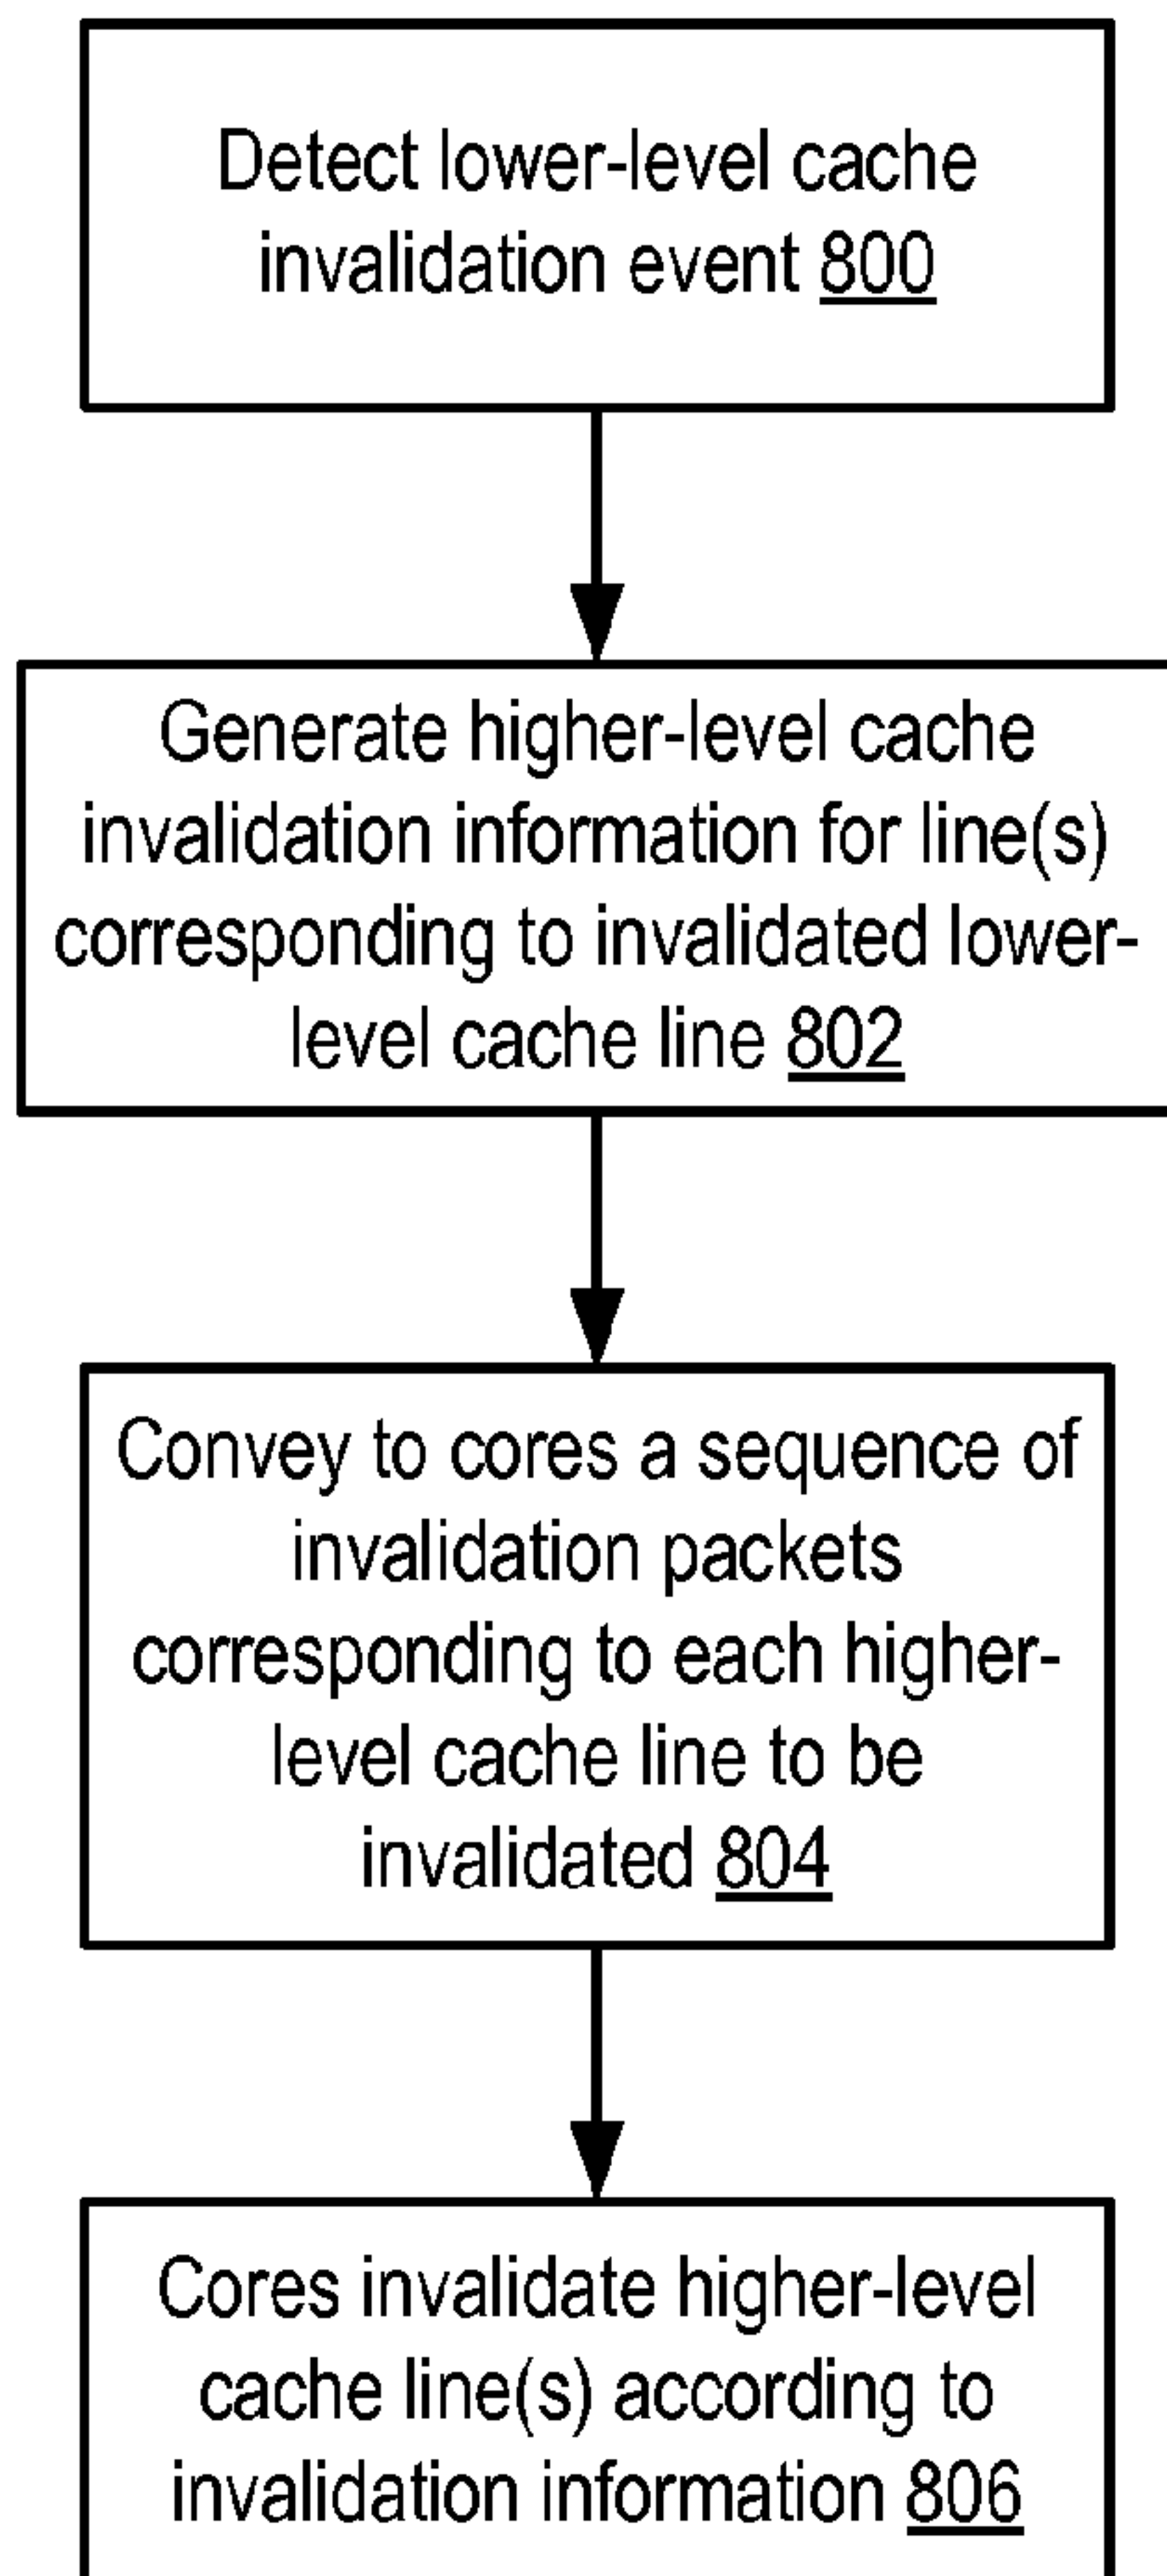 Detect lower-level cache
invalidation event 800
Generate higher-level cache
invalidation information for line(s)
corresponding to invalidated lower-
level cache line 802
Convey to cores a sequence of
invalidation packets
corresponding to each higher-
level cache line to be
invalidated 804
Cores invalidate higher-level
cache line(s) according to
invalidation information 806